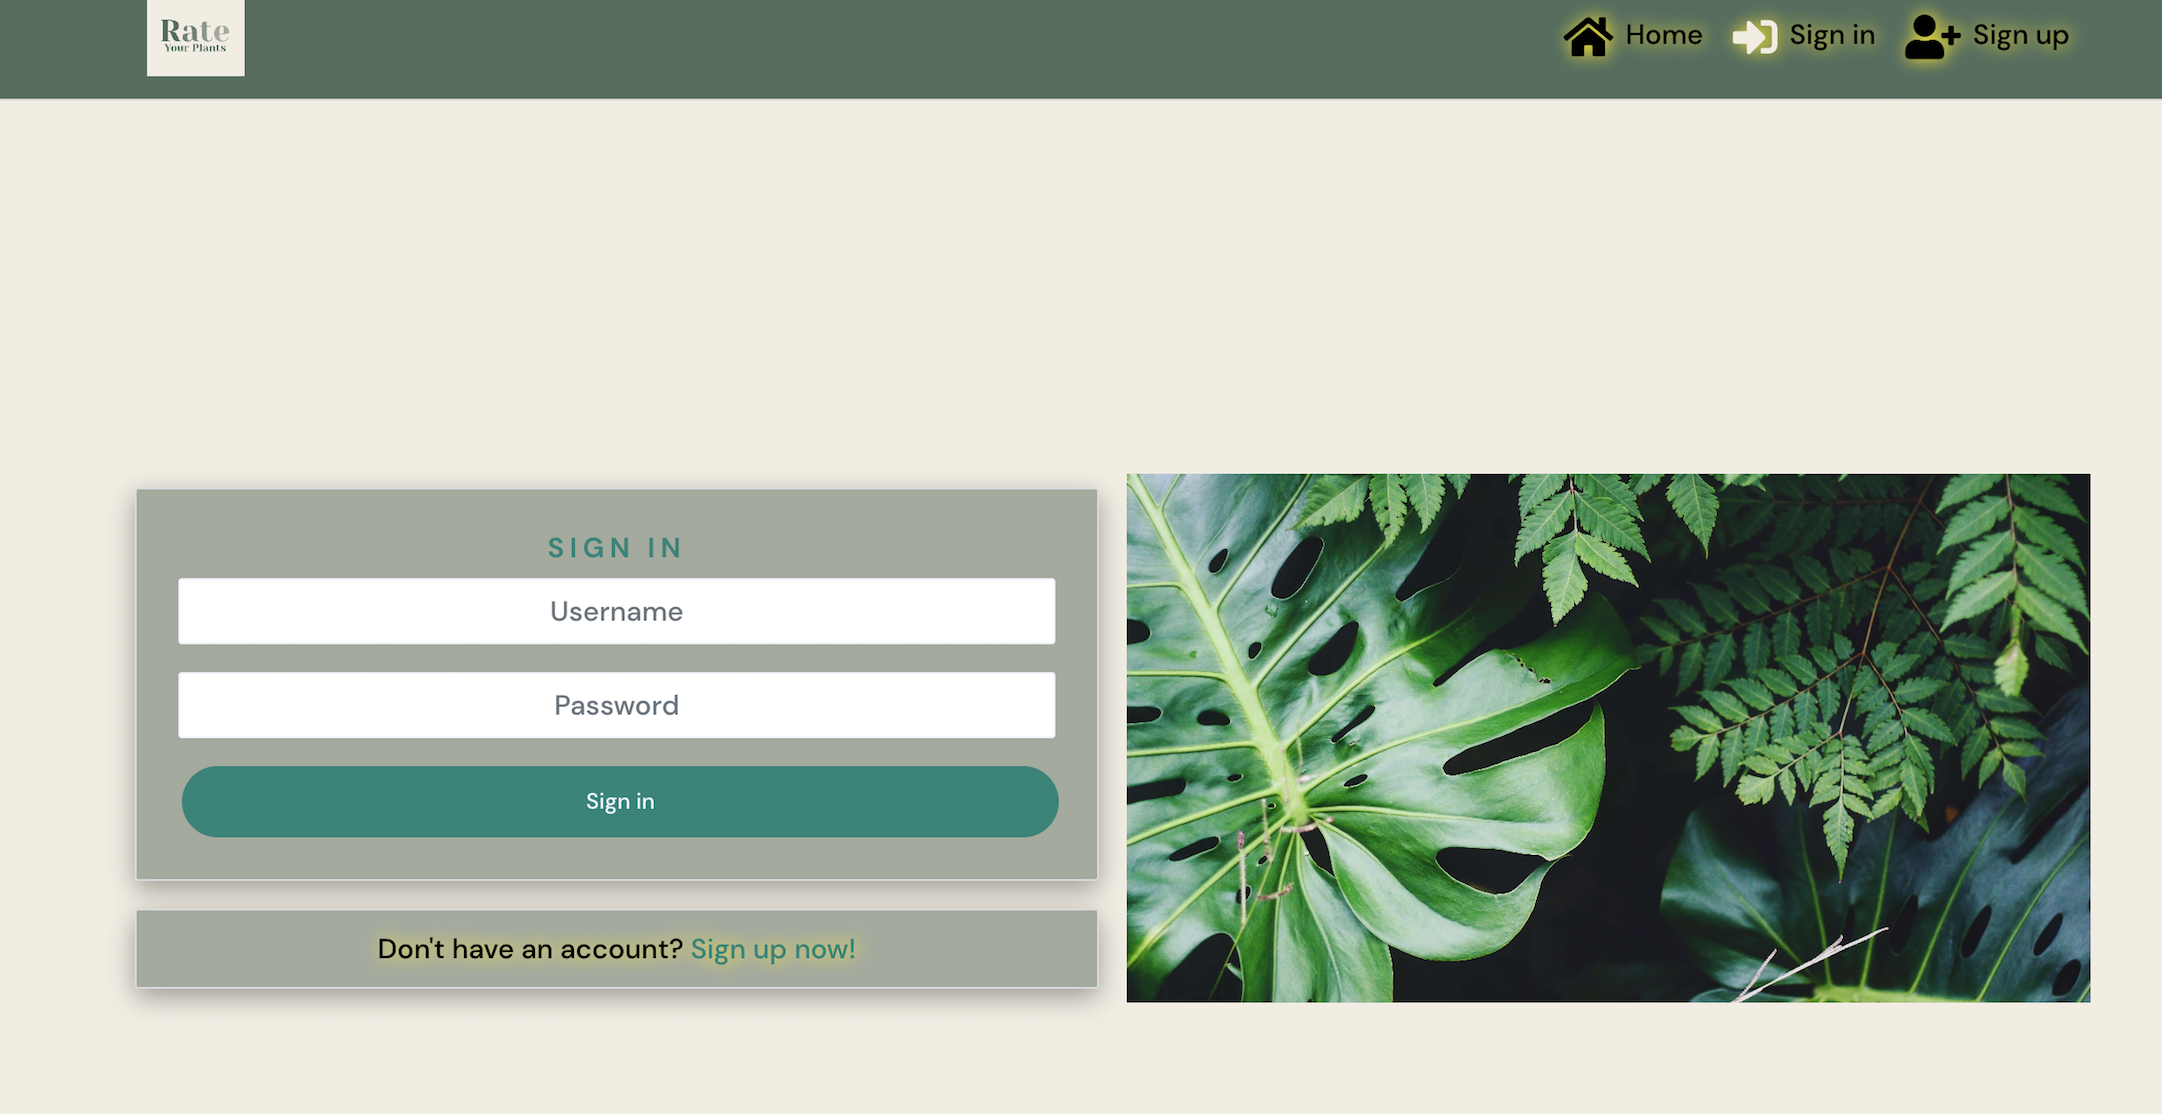 Rate
Your Plants
Home
Sign in
Sign up
SIGN IN
Username
Password
Sign in
Don't have an account? Sign up now!